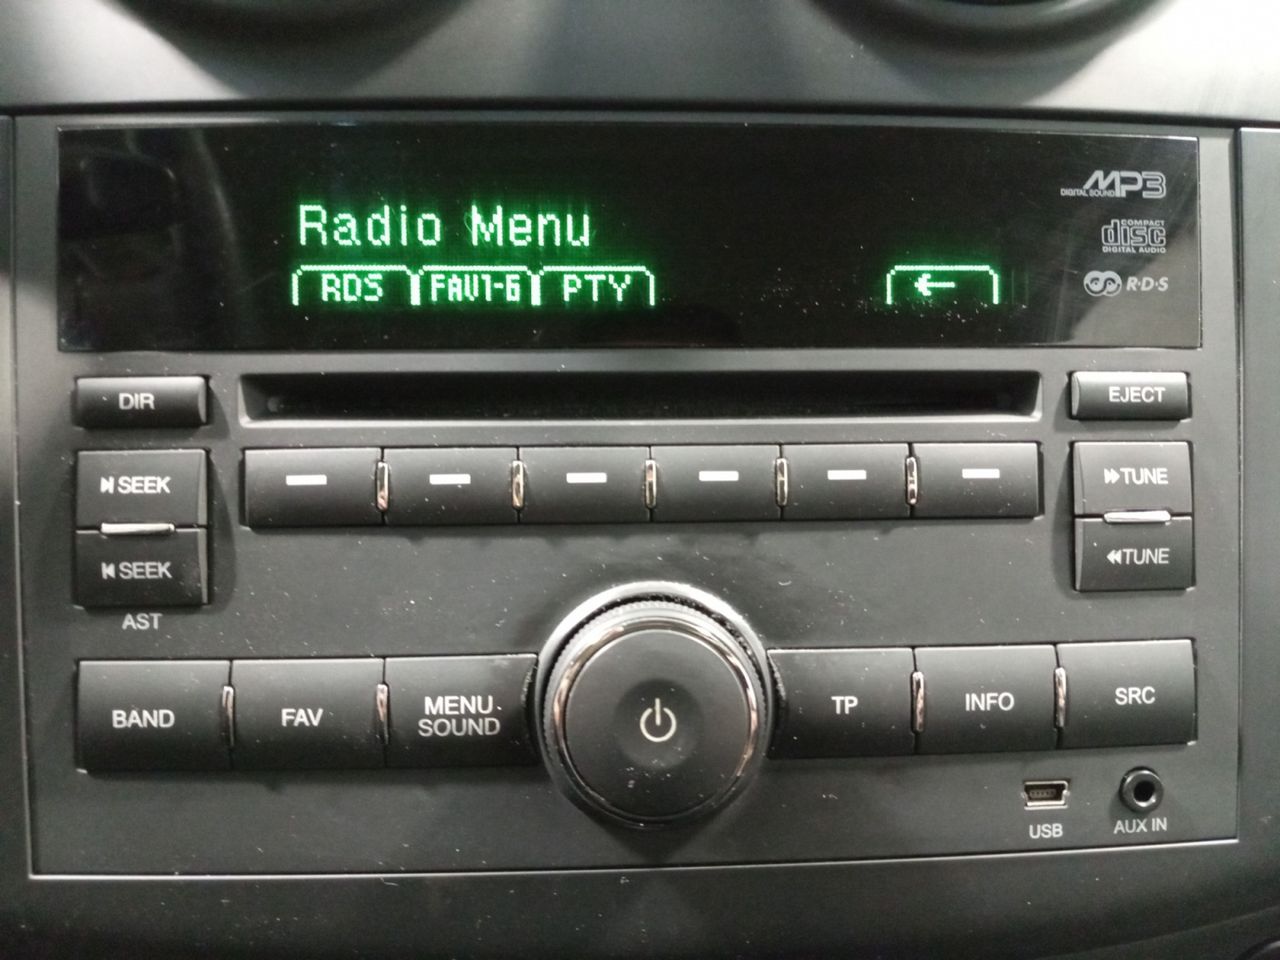 MP3
DIGITAL SOUND
Radio Menu
COMPACT
disc
DIGITAL AUDIO
RDS FAV1-6 PTY ←
R·D·S
DIR
EJECT
SEEK
TUNE
SEEK
TUNE
AST
BAND FAV MENU SOUND TP INFO SRC
USB AUX IN